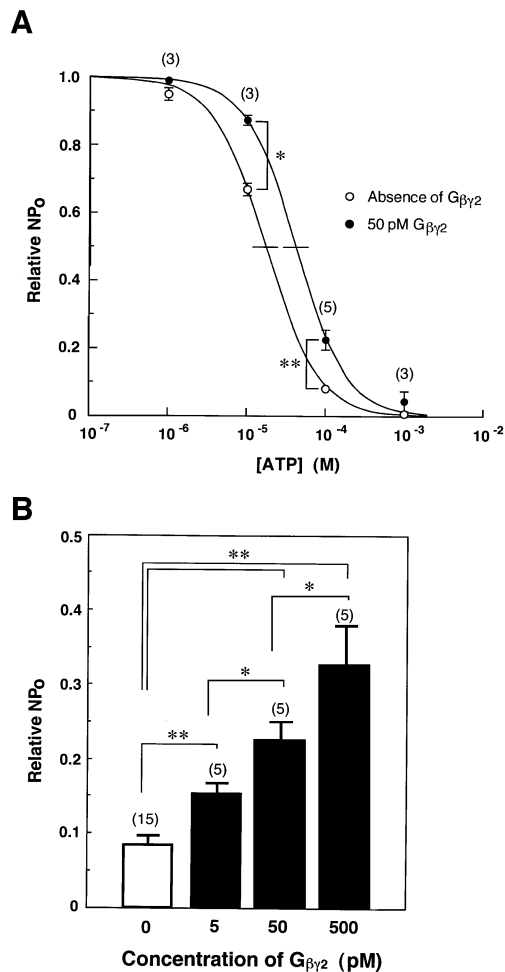 A
(3)
(3)
1.0
*
0.8
○ Absence of Gβγ2
● 50 pM Gβγ2
0.6
Relative NPo
0.4
(5)
**
(3)
0.2
0
10-7 10-6 10-5 10-4 10-3 10-2
[ATP] (M)
B
0.5
**
*
0.4
(5)
*
0.3
(5)
Relative NPo
**
(5)
0.2
(15)
0.1
0
0 5 50 500
Concentration of Gβγ2 (pM)